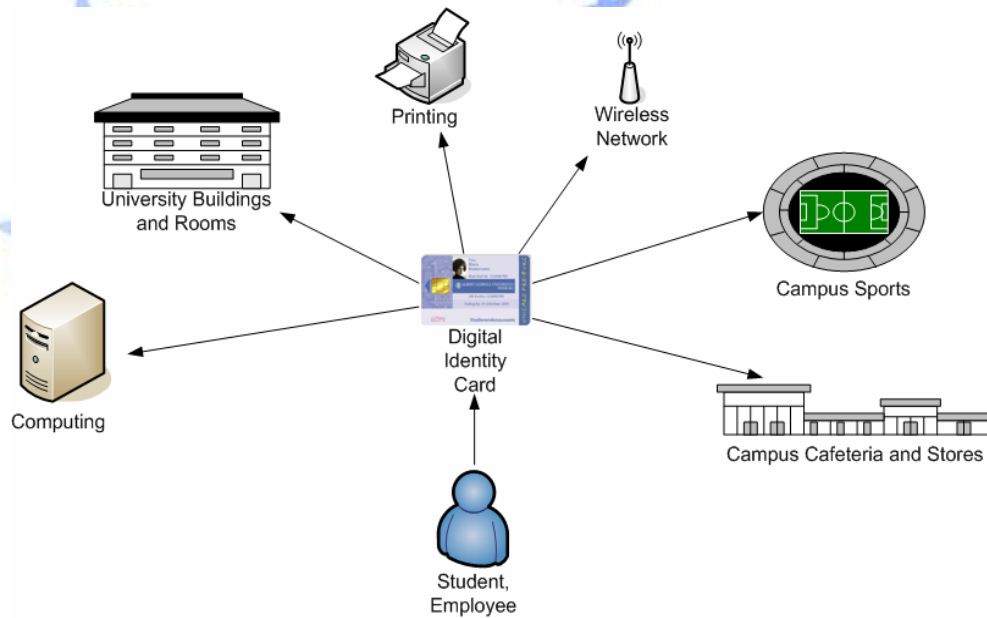 Printing
Wireless
Network
University Buildings
and Rooms
Campus Sports
Digital
Identity
Card
Computing
Campus Cafeteria and Stores
Student,
Employee